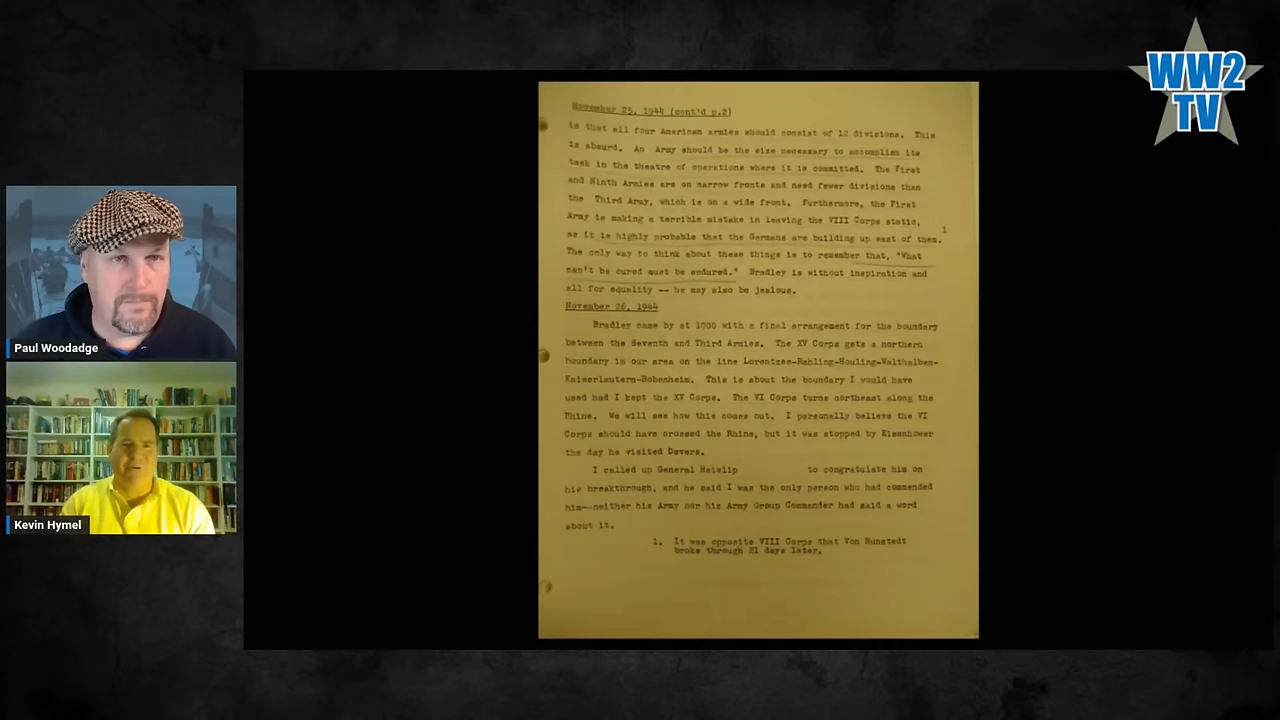 WW2
TV
Paul Woodadge
Kevin Hymel
November 25, 1944 (cont'd p.2)
is that all four American armies should consist of 12 divisions. This
is absurd. An Army should be the size necessary to accomplish its
task in the theatre of operations where it is committed. The First
and Ninth Armies are on narrow fronts and need fewer divisions than
the Third Army, which is on a wide front. Furthermore, the First
Army is making a terrible mistake in leaving the VIII Corps static,
as it is highly probable that the Germans are building up east of them. 1
The only way to think about these things is to remember that, "What
can't be cured must be endured." Bradley is without inspiration and
all for equality -- he may also be jealous.
November 26, 1944
Bradley came by at 1000 with a final arrangement for the boundary
between the Seventh and Third Armies. The XV Corps gets a northern
boundary in our area on the line Lorentzes-Rahling-Houling-Walthalben-
Kaiserlautern-Bobenheim. This is about the boundary I would have
used had I kept the XV Corps. The VI Corps turns northeast along the
Rhine. We will see how this comes out. I personally believe the VI
Corps should have crossed the Rhine, but it was stopped by Eisenhower
the day he visited Devers.
I called up General Haislip to congratulate him on
his breakthrough, and he said I was the only person who had commended
him--neither his Army nor his Army Group Commander had said a word
about it.
1. It was opposite VIII Corps that Von Runstedt
broke through 21 days later.